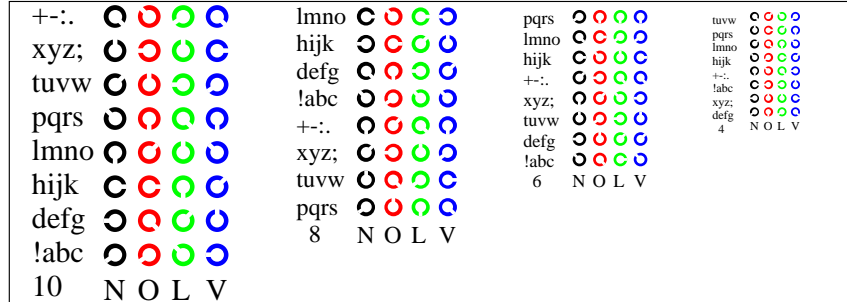 +-:.
xyz;
tuvw
pqrs
lmno
hijk
defg
!abc
10 N O L V
lmno
hijk
defg
!abc
+-:.
xyz;
tuvw
pqrs
8 N O L V
pqrs
lmno
hijk
+-:.
xyz;
tuvw
defg
!abc
6 N O L V
tuvw
pqrs
lmno
hijk
+-:.
!abc
xyz;
defg
4 N O L V